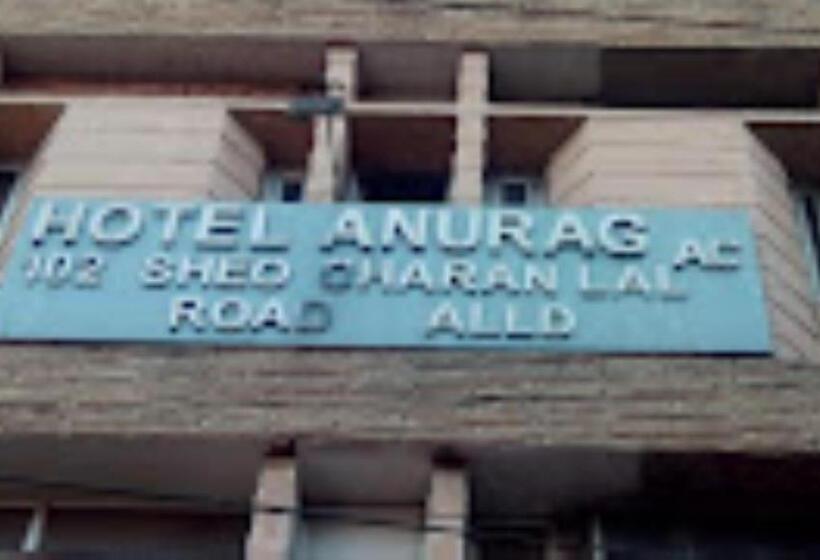 HOTEL ANURAG AC
102 SHEO CHARAN LAL
ROAD ALLD